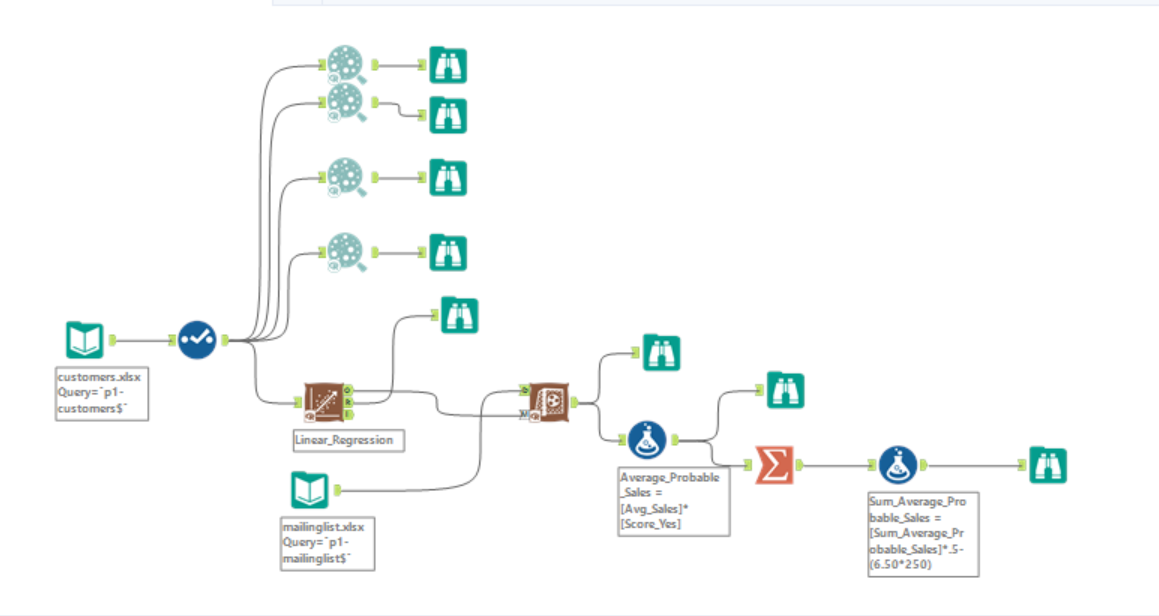 customers.xlsx
Query=`p1-
customers$`
Linear_Regression
mailinglist.xlsx
Query=`p1-
mailinglist$`
Average_Probable
_Sales =
[Avg_Sales]*
[Score_Yes]
Sum_Average_Pro
bable_Sales =
[Sum_Average_Pr
obable_Sales]*.5-
(6.50*250)